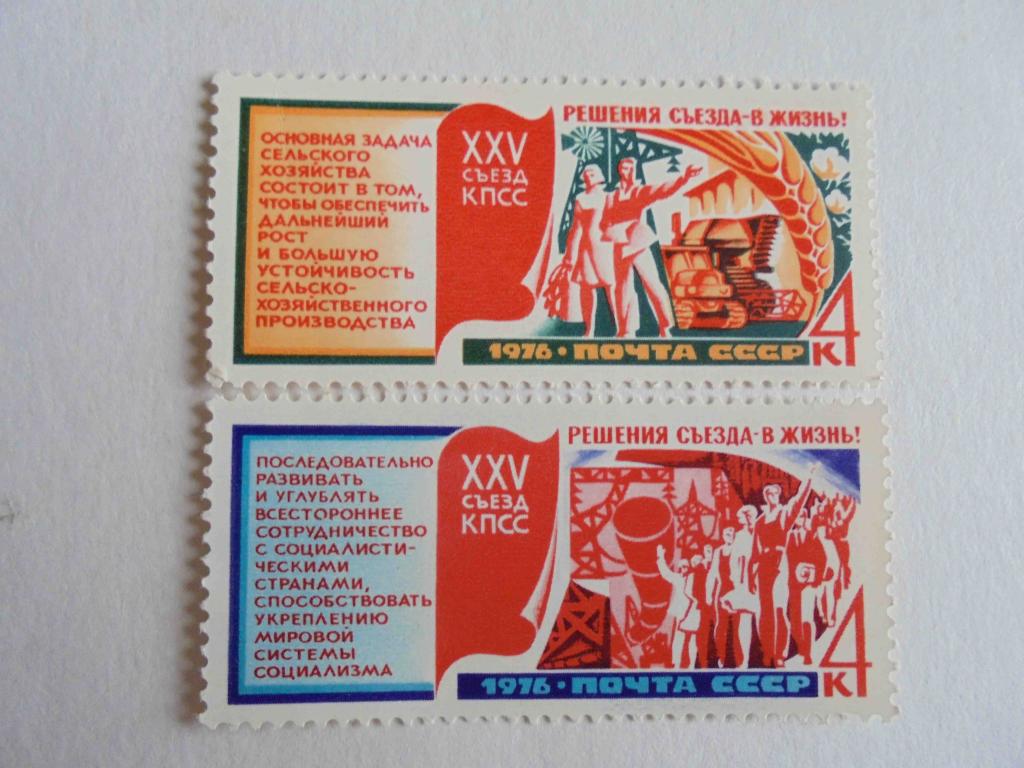 РЕШЕНИЯ СЪЕЗДА-В ЖИЗНЬ!
ОСНОВНАЯ ЗАДАЧА
СЕЛЬСКОГО
ХОЗЯЙСТВА
СОСТОИТ В ТОМ,
ЧТОБЫ ОБЕСПЕЧИТЬ
ДАЛЬНЕЙШИЙ
РОСТ
И БОЛЬШУЮ
УСТОЙЧИВОСТЬ
СЕЛЬСКО-
ХОЗЯЙСТВЕННОГО
ПРОИЗВОДСТВА
XXV
СЪЕЗД
КПСС
1976 • ПОЧТА СССР
4
К
РЕШЕНИЯ СЪЕЗДА-В ЖИЗНЬ!
ПОСЛЕДОВАТЕЛЬНО
РАЗВИВАТЬ
И УГЛУБЛЯТЬ
ВСЕСТОРОННЕЕ
СОТРУДНИЧЕСТВО
С СОЦИАЛИСТИ-
ЧЕСКИМИ
СТРАНАМИ,
СПОСОБСТВОВАТЬ
УКРЕПЛЕНИЮ
МИРОВОЙ
СИСТЕМЫ
СОЦИАЛИЗМА
XXV
СЪЕЗД
КПСС
1976 • ПОЧТА СССР
4
К